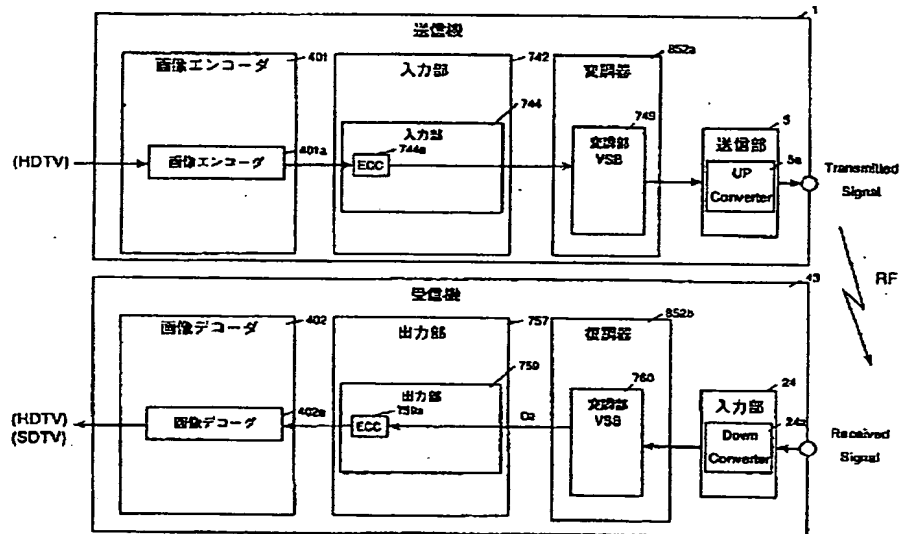 1
送信機
画像エンコーダ
401
入力部
742
変調器
852a
入力部
744
749
5
送信部
(HDTV)
画像エンコーダ
401a
ECC
744a
変調部
VSB
5a
UP
Converter
Transmitted
Signal
RF
43
受信機
画像デコーダ
402
出力部
757
復調器
852b
出力部
759
760
24
入力部
(HDTV)
(SDTV)
画像デコーダ
402a
ECC
759a
変調部
VSB
24a
Down
Converter
Received
Signal